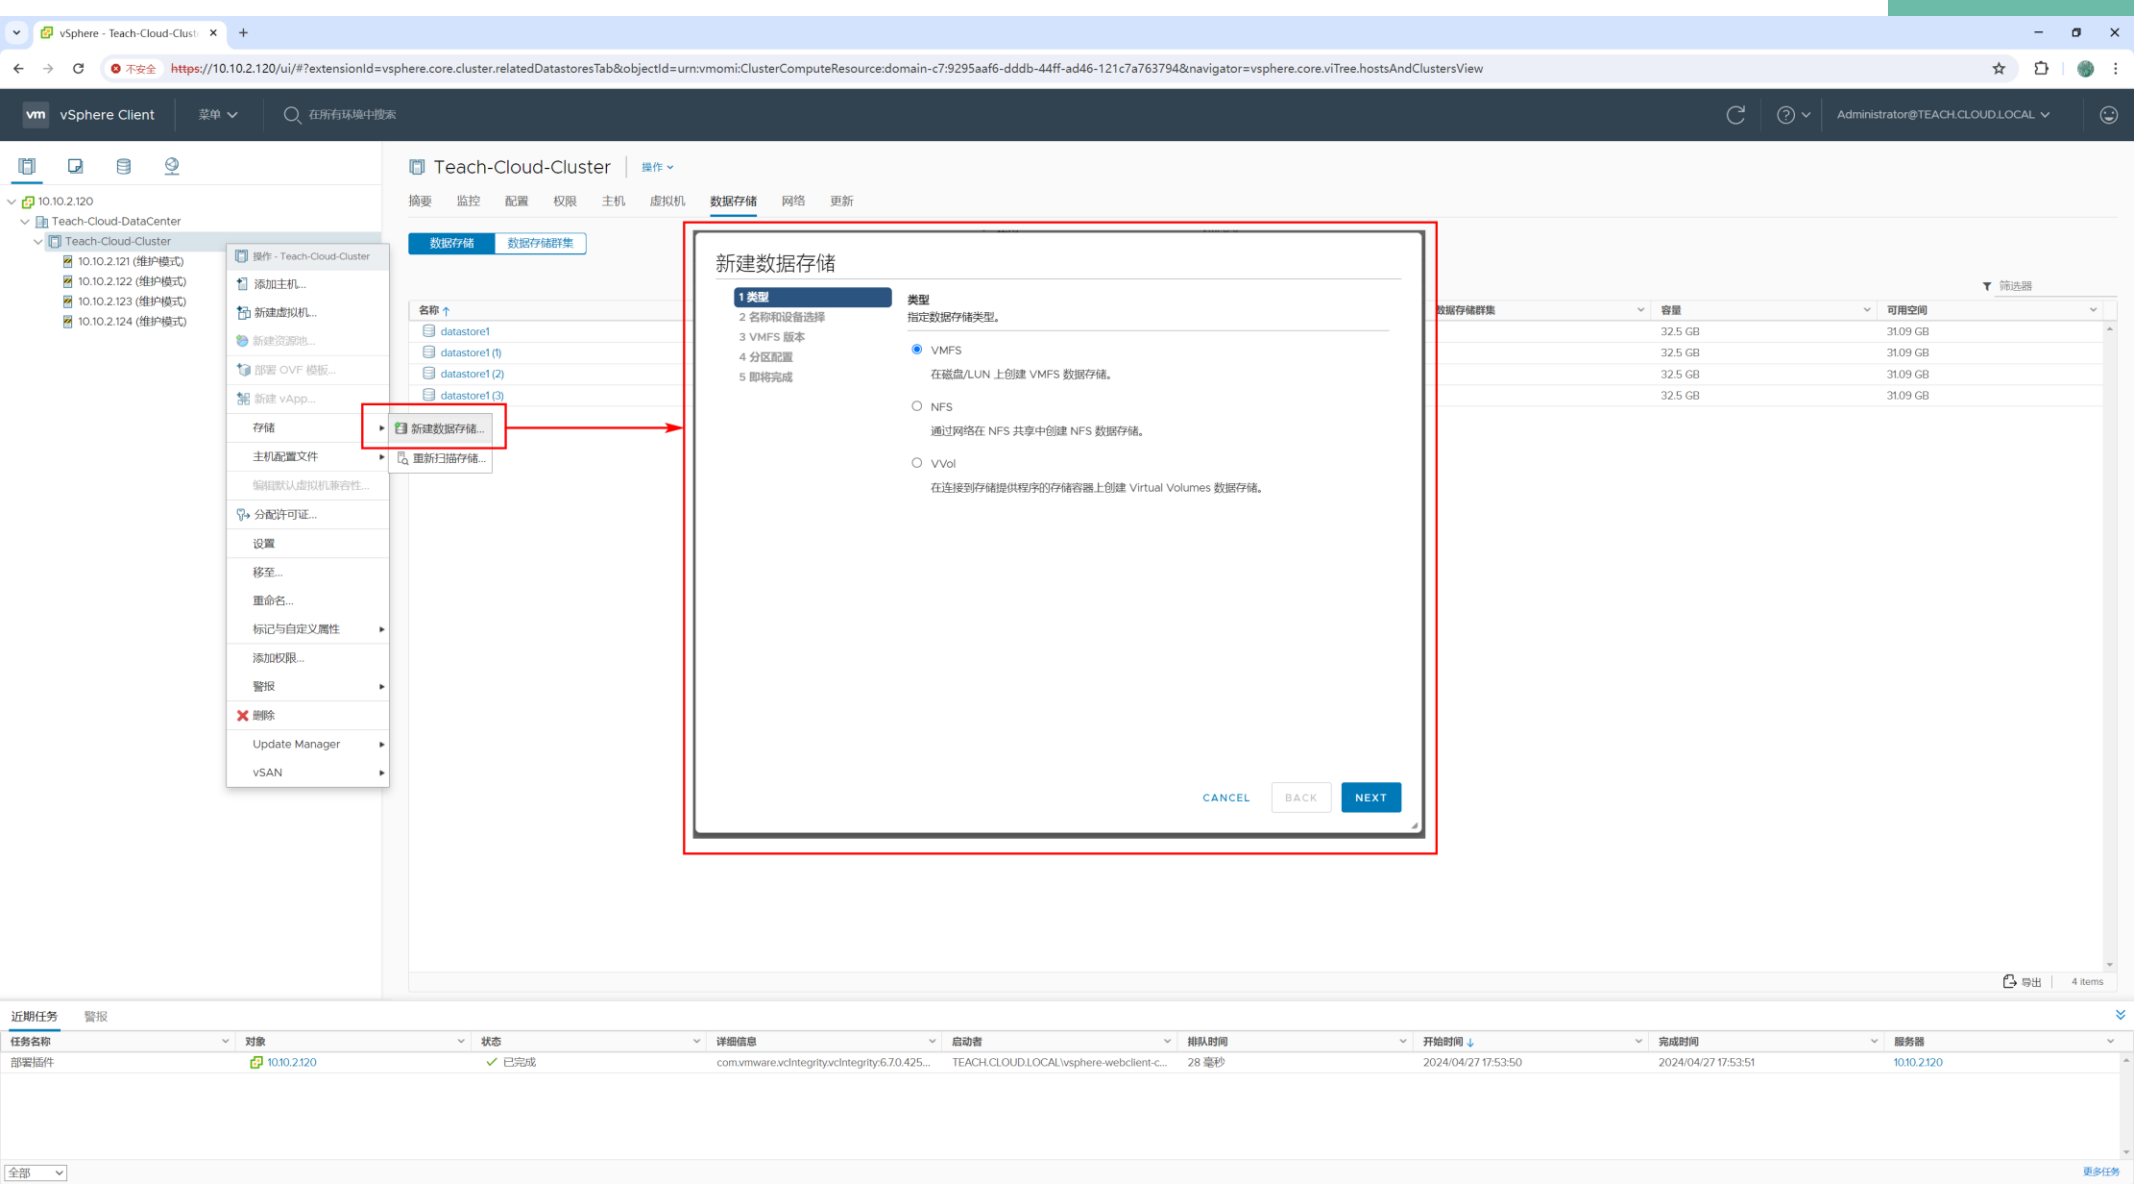 vSphere - Teach-Cloud-Clust
不安全 https://10.10.2.120/ui/#?extensionId=vsphere.core.cluster.relatedDatastoresTab&objectId=urn:vmomi:ClusterComputeResource:domain-c7:9295aaf6-dddb-44ff-ad46-121c7a763794&navigator=vsphere.core.viTree.hostsAndClustersView
vm vSphere Client 菜单 在所有环境中搜索 Administrator@TEACH.CLOUD.LOCAL
Teach-Cloud-Cluster 操作
摘要 监控 配置 权限 主机 虚拟机 数据存储 网络 更新
10.10.2.120
Teach-Cloud-DataCenter
Teach-Cloud-Cluster
10.10.2.121 (维护模式)
10.10.2.122 (维护模式)
10.10.2.123 (维护模式)
10.10.2.124 (维护模式)
操作 - Teach-Cloud-Cluster
添加主机...
新建虚拟机...
新建资源池...
部署 OVF 模板...
新建 vApp...
存储
主机配置文件
编辑默认虚拟机兼容性...
分配许可证...
设置
移至...
重命名...
标记与自定义属性
添加权限...
警报
删除
Update Manager
vSAN
新建数据存储...
重新扫描存储...
数据存储 数据存储群集
筛选器
名称 数据存储群集 容量 可用空间
datastore1 32.5 GB 31.09 GB
datastore1 (1) 32.5 GB 31.09 GB
datastore1 (2) 32.5 GB 31.09 GB
datastore1 (3) 32.5 GB 31.09 GB
新建数据存储
1 类型
2 名称和设备选择
3 VMFS 版本
4 分区配置
5 即将完成
类型
指定数据存储类型。
VMFS
在磁盘/LUN 上创建 VMFS 数据存储。
NFS
通过网络在 NFS 共享中创建 NFS 数据存储。
VVol
在连接到存储提供程序的存储容器上创建 Virtual Volumes 数据存储。
CANCEL BACK NEXT
导出 4 items
近期任务 警报
任务名称 对象 状态 详细信息 启动者 排队时间 开始时间 完成时间 服务器
部署插件 10.10.2.120 已完成 com.vmware.vcIntegrity.vcIntegrity:6.7.0.425... TEACH.CLOUD.LOCAL\vsphere-webclient-c... 28 毫秒 2024/04/27 17:53:50 2024/04/27 17:53:51 10.10.2.120
全部 更多任务